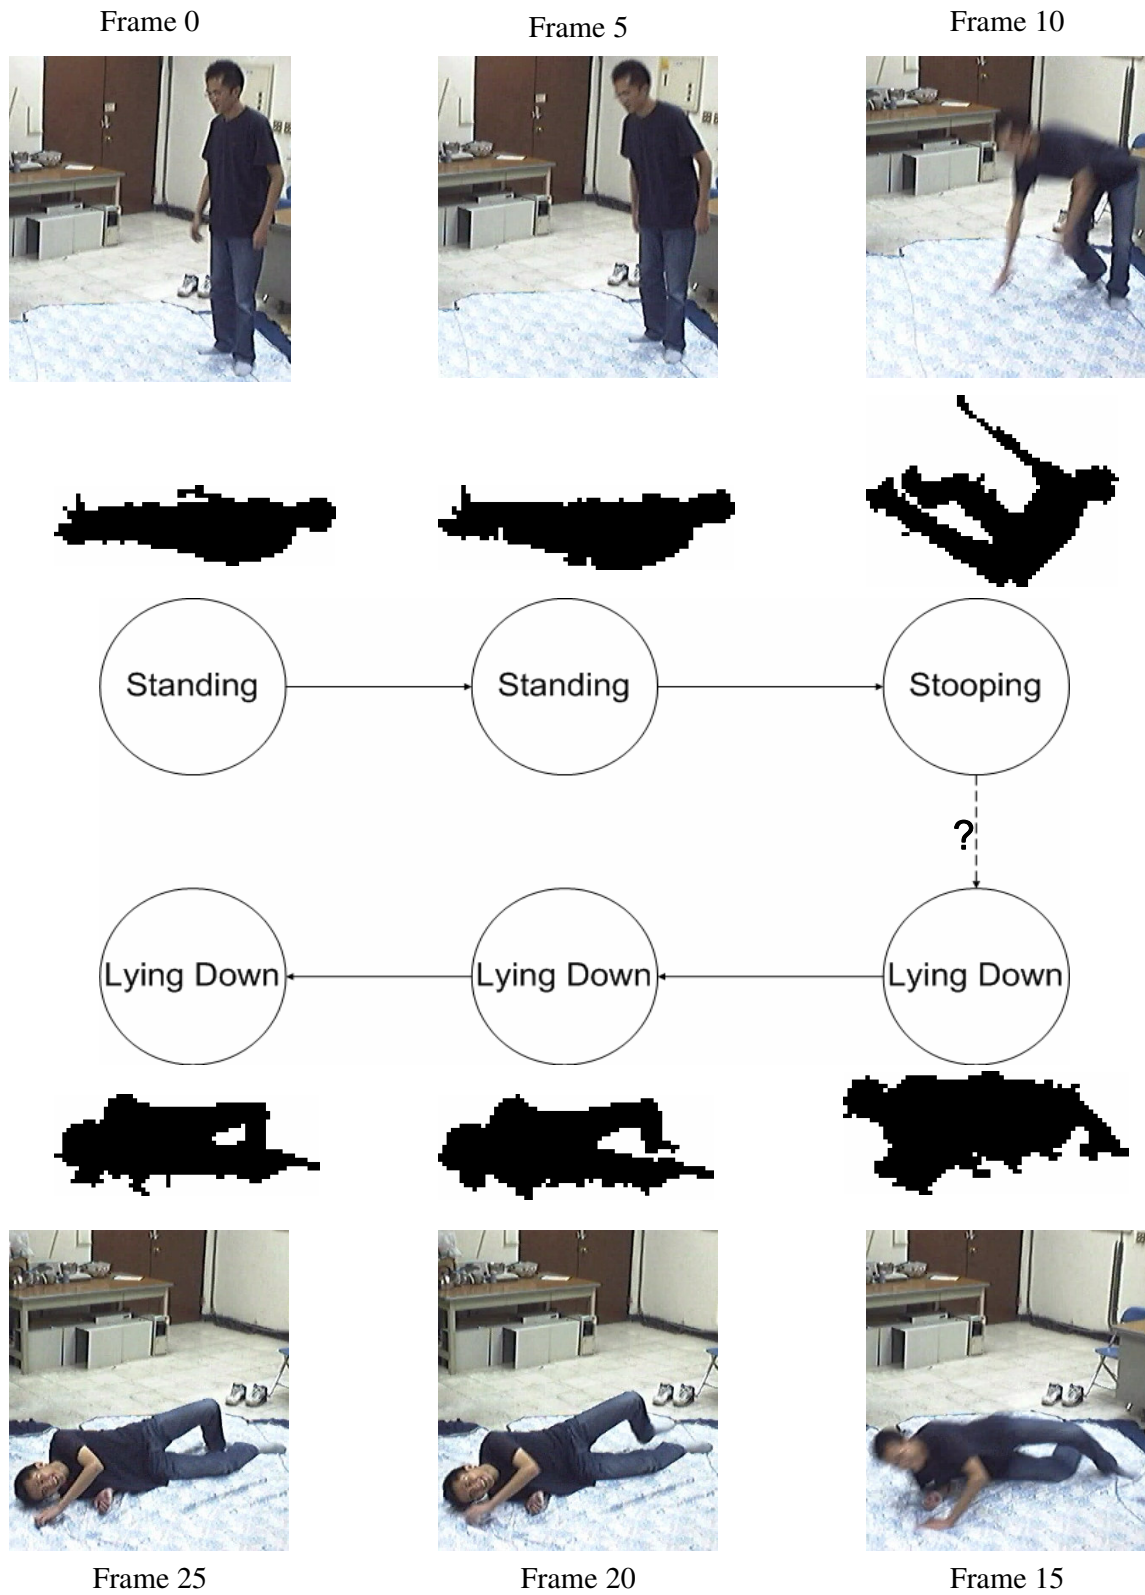 Frame 0
Frame 5
Frame 10
Standing
Standing
Stooping
?
Lying Down
Lying Down
Lying Down
Frame 25
Frame 20
Frame 15